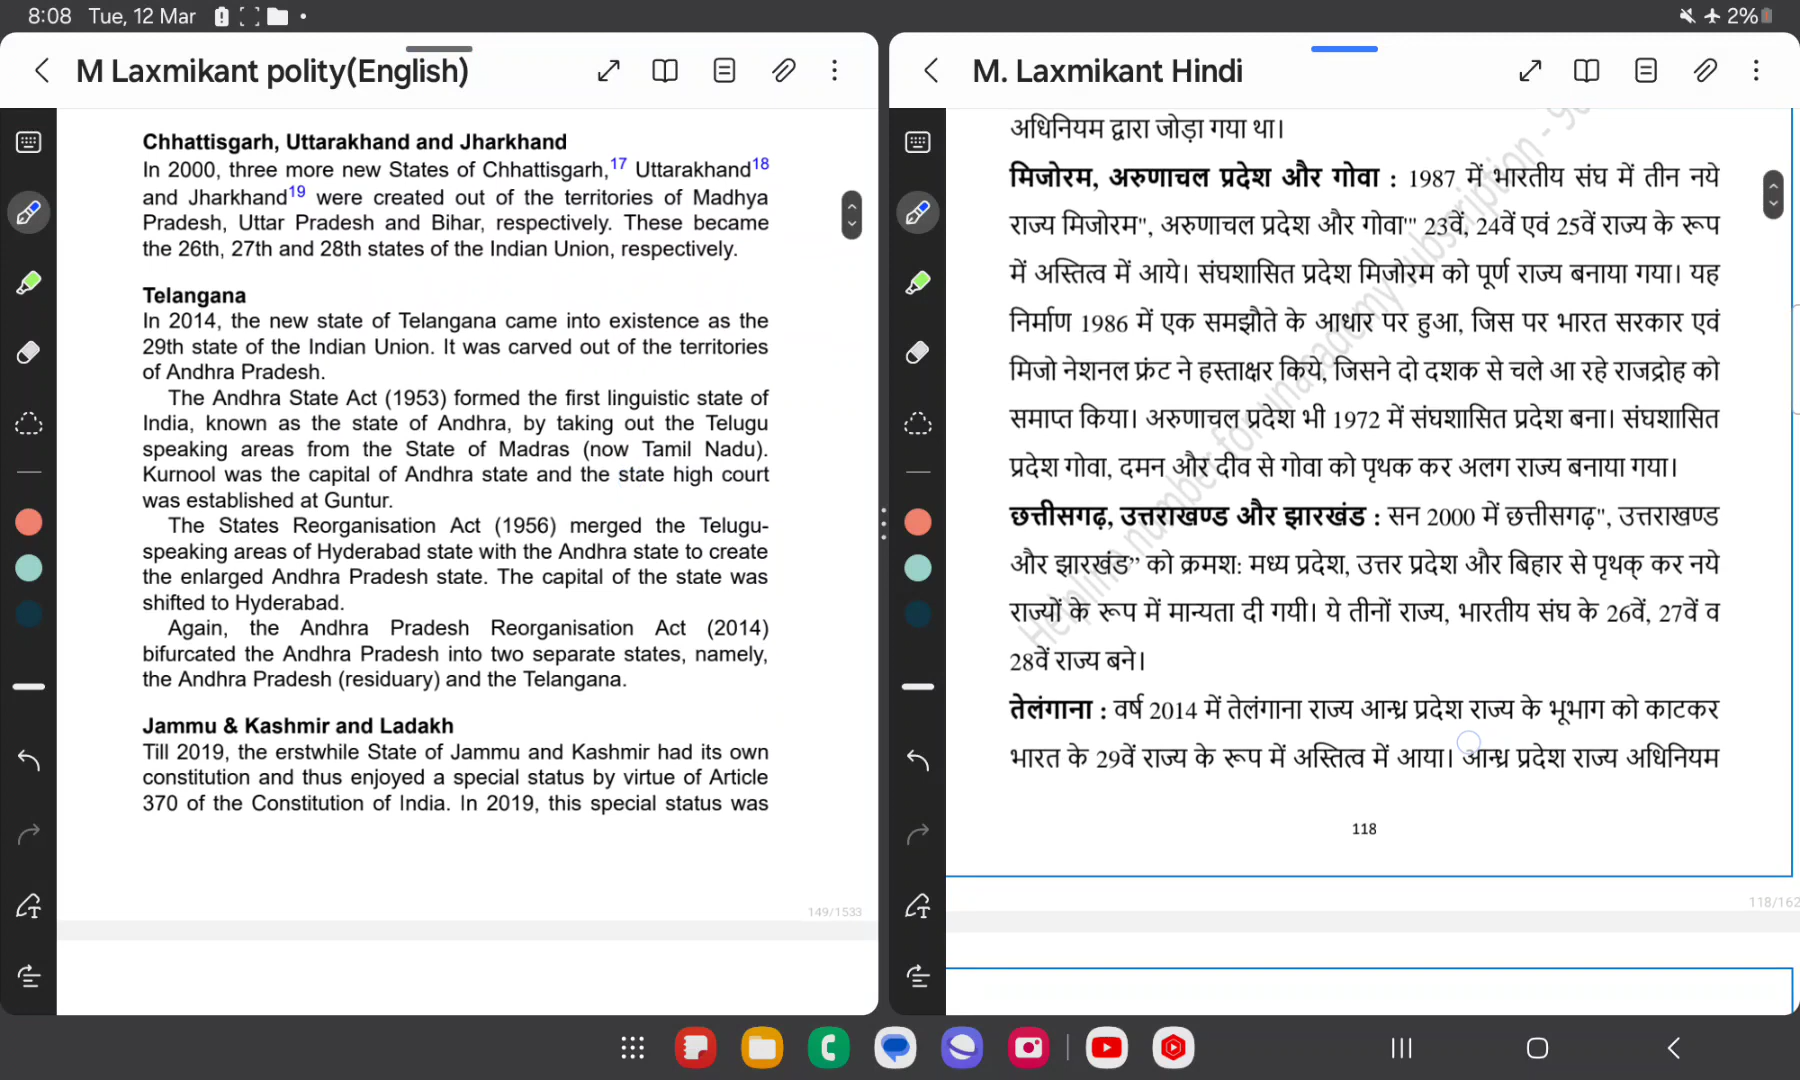 8:08 Tue, 12 Mar
2%
M Laxmikant polity(English)
Chhattisgarh, Uttarakhand and Jharkhand
In 2000, three more new States of Chhattisgarh,17 Uttarakhand18
and Jharkhand19 were created out of the territories of Madhya
Pradesh, Uttar Pradesh and Bihar, respectively. These became
the 26th, 27th and 28th states of the Indian Union, respectively.
Telangana
In 2014, the new state of Telangana came into existence as the
29th state of the Indian Union. It was carved out of the territories
of Andhra Pradesh.
The Andhra State Act (1953) formed the first linguistic state of
India, known as the state of Andhra, by taking out the Telugu
speaking areas from the State of Madras (now Tamil Nadu).
Kurnool was the capital of Andhra state and the state high court
was established at Guntur.
The States Reorganisation Act (1956) merged the Telugu-
speaking areas of Hyderabad state with the Andhra state to create
the enlarged Andhra Pradesh state. The capital of the state was
shifted to Hyderabad.
Again, the Andhra Pradesh Reorganisation Act (2014)
bifurcated the Andhra Pradesh into two separate states, namely,
the Andhra Pradesh (residuary) and the Telangana.
Jammu & Kashmir and Ladakh
Till 2019, the erstwhile State of Jammu and Kashmir had its own
constitution and thus enjoyed a special status by virtue of Article
370 of the Constitution of India. In 2019, this special status was
149/1533
M. Laxmikant Hindi
अधिनियम द्वारा जोड़ा गया था।
मिजोरम, अरुणाचल प्रदेश और गोवा : 1987 में भारतीय संघ में तीन नये
राज्य मिजोरम", अरुणाचल प्रदेश और गोवा'" 23वें, 24वें एवं 25वें राज्य के रूप
में अस्तित्व में आये। संघशासित प्रदेश मिजोरम को पूर्ण राज्य बनाया गया। यह
निर्माण 1986 में एक समझौते के आधार पर हुआ, जिस पर भारत सरकार एवं
मिजो नेशनल फ्रंट ने हस्ताक्षर किये, जिसने दो दशक से चले आ रहे राजद्रोह को
समाप्त किया। अरुणाचल प्रदेश भी 1972 में संघशासित प्रदेश बना। संघशासित
प्रदेश गोवा, दमन और दीव से गोवा को पृथक कर अलग राज्य बनाया गया।
छत्तीसगढ़, उत्तराखण्ड और झारखंड : सन 2000 में छत्तीसगढ़", उत्तराखण्ड
और झारखंड” को क्रमश: मध्य प्रदेश, उत्तर प्रदेश और बिहार से पृथक् कर नये
राज्यों के रूप में मान्यता दी गयी। ये तीनों राज्य, भारतीय संघ के 26वें, 27वें व
28वें राज्य बने।
तेलंगाना : वर्ष 2014 में तेलंगाना राज्य आन्ध्र प्रदेश राज्य के भूभाग को काटकर
भारत के 29वें राज्य के रूप में अस्तित्व में आया। आन्ध्र प्रदेश राज्य अधिनियम
118
118/162